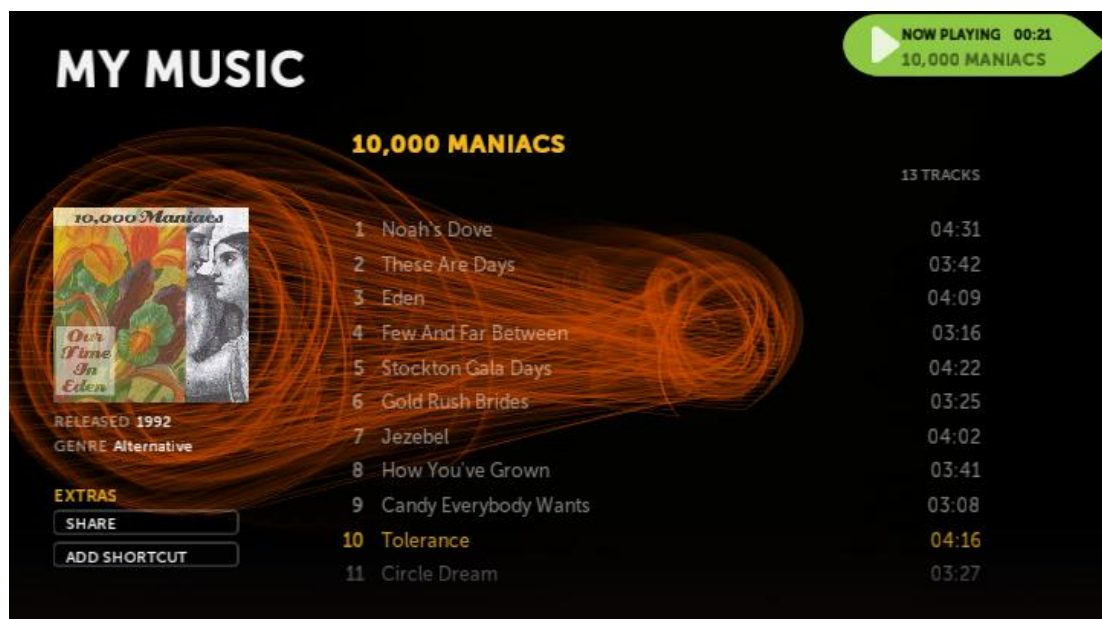 MY MUSIC
NOW PLAYING 00:21
10,000 MANIACS
10,000 MANIACS
13 TRACKS
10,000 Maniacs
Our
Time
In
Eden
RELEASED 1992
GENRE Alternative
EXTRAS
SHARE
ADD SHORTCUT
1 Noah's Dove 04:31
2 These Are Days 03:42
3 Eden 04:09
4 Few And Far Between 03:16
5 Stockton Gala Days 04:22
6 Gold Rush Brides 03:25
7 Jezebel 04:02
8 How You've Grown 03:41
9 Candy Everybody Wants 03:08
10 Tolerance 04:16
11 Circle Dream 03:27